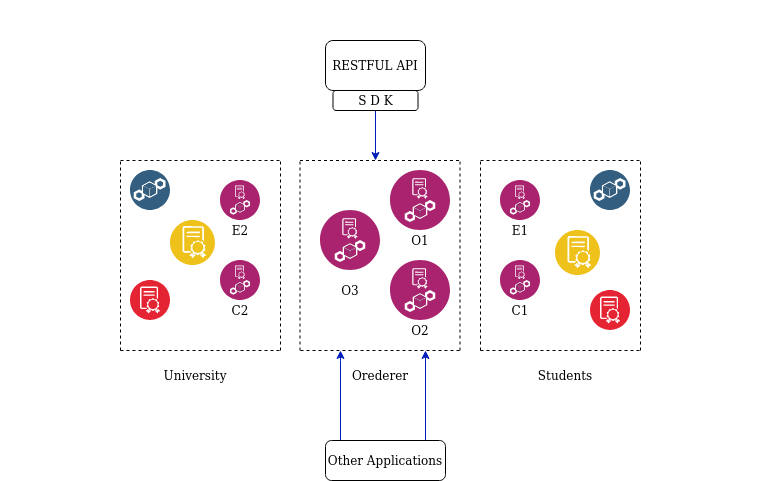 RESTFUL API
S D K
E2
C2
O1
O3
O2
E1
C1
University
Orederer
Students
Other Applications